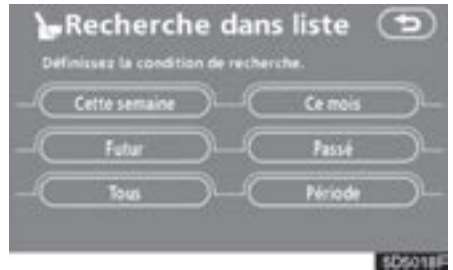 Recherche dans liste
Définissez la condition de recherche.
Cette semaine Ce mois
Futur Passé
Tous Période
5D5018F